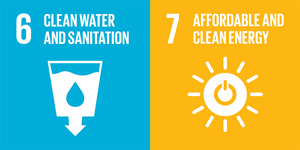 6 CLEAN WATER
AND SANITATION
7 AFFORDABLE AND
CLEAN ENERGY